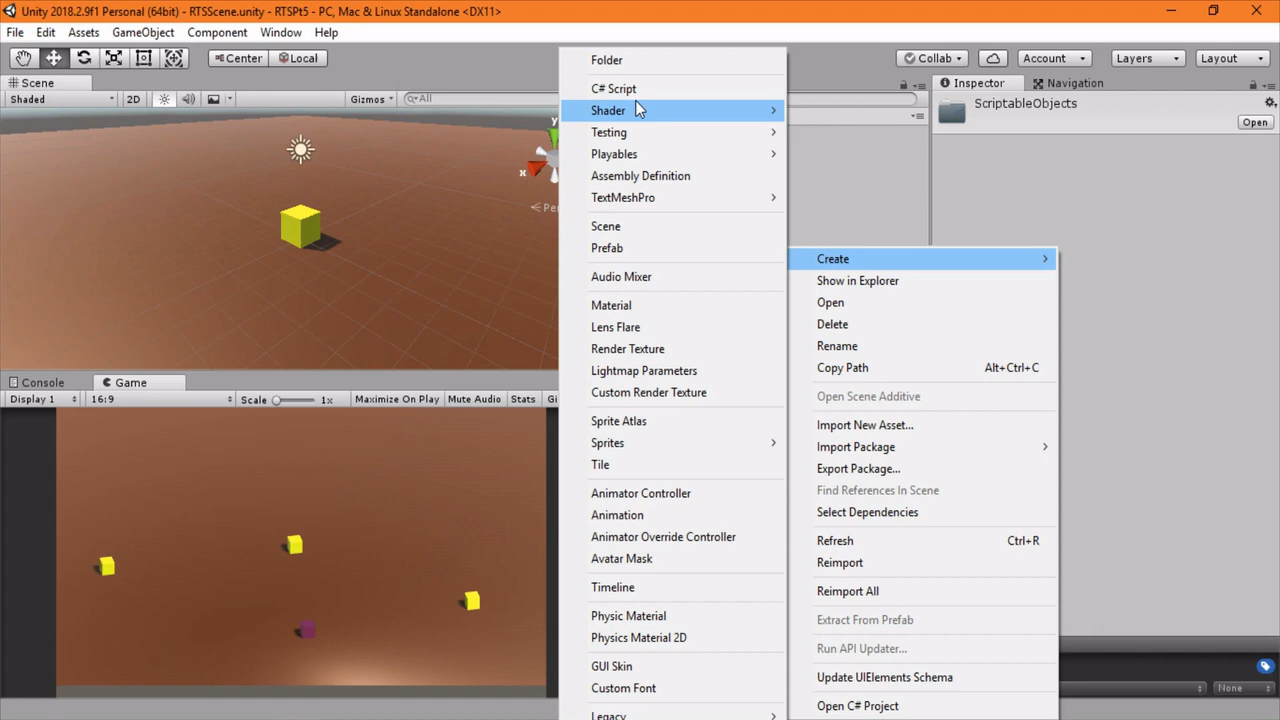 Unity 2018.2.9f1 Personal (64bit) - RTSScene.unity - RTSPt5 - PC, Mac & Linux Standalone <DX11>
File Edit Assets GameObject Component Window Help
Center Local
Collab Account Layers Layout
Scene
Shaded 2D Gizmos All
Inspector Navigation
ScriptableObjects
Open
x
y
Folder
C# Script
Shader
Testing
Playables
Assembly Definition
TextMeshPro
Scene
Prefab
Audio Mixer
Material
Lens Flare
Render Texture
Lightmap Parameters
Custom Render Texture
Sprite Atlas
Sprites
Tile
Animator Controller
Animation
Animator Override Controller
Avatar Mask
Timeline
Physic Material
Physics Material 2D
GUI Skin
Custom Font
Legacy
Create
Show in Explorer
Open
Delete
Rename
Copy Path Alt+Ctrl+C
Open Scene Additive
Import New Asset...
Import Package
Export Package...
Find References In Scene
Select Dependencies
Refresh Ctrl+R
Reimport
Reimport All
Extract From Prefab
Run API Updater...
Update UIElements Schema
Open C# Project
Console Game
Display 1 16:9 Scale 1x Maximize On Play Mute Audio Stats
None